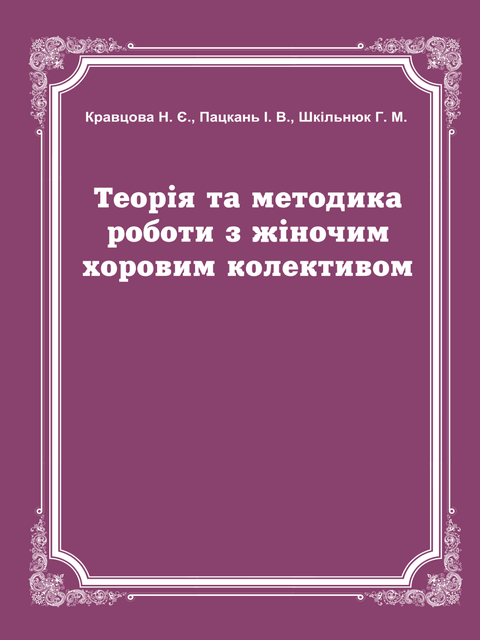 Кравцова Н. Є., Пацкань І. В., Шкільнюк Г. М.
Теорія та методика
роботи з жіночим
хоровим колективом